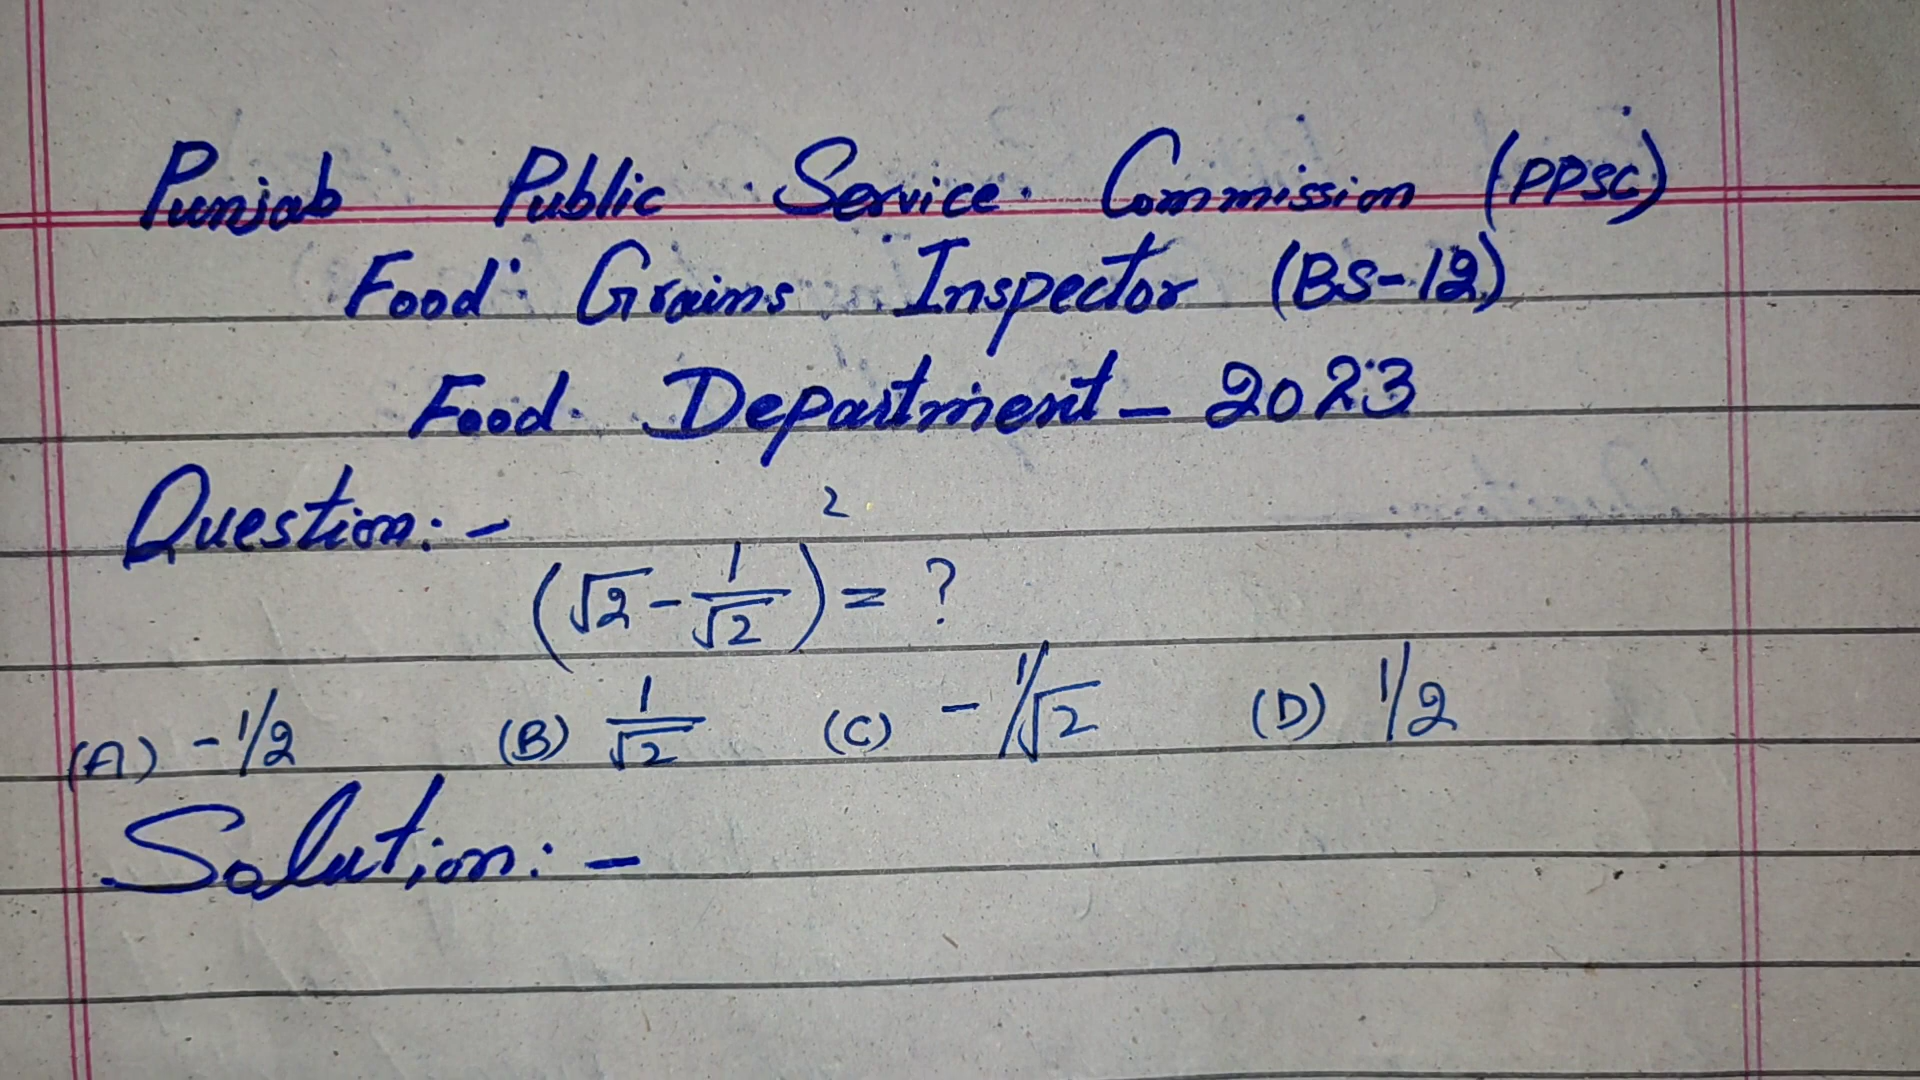 Punjab Public Service Commission (PPSC)
Food Grains Inspector (BS-12)
Food Department - 2023
Question:-
(√2 - 1/√2)² = ?
(A) -1/2 (B) 1/√2 (C) -1/√2 (D) 1/2
Solution:-